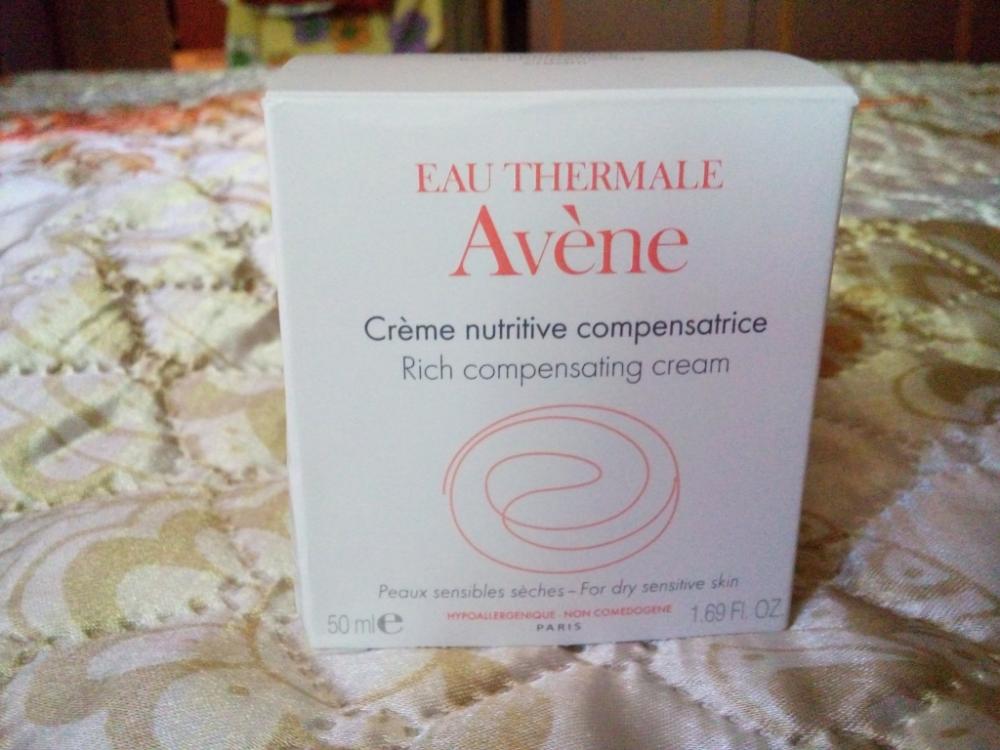 EAU THERMALE
Avène
Crème nutritive compensatrice
Rich compensating cream
Peaux sensibles sèches – For dry sensitive skin
HYPOALLERGENIQUE - NON COMEDOGENE
PARIS
50 ml e
1.69 Fl. OZ.